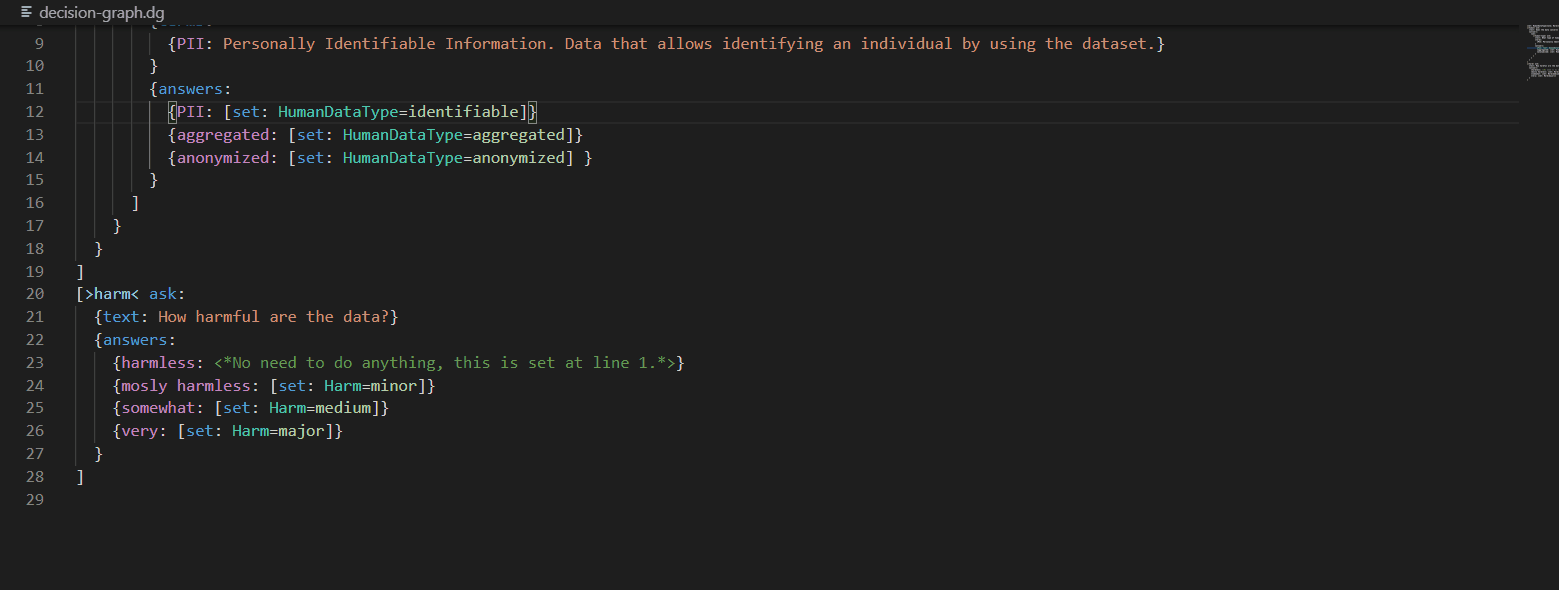 decision-graph.dg
9 {PII: Personally Identifiable Information. Data that allows identifying an individual by using the dataset.}
10 }
11 {answers:
12 {PII: [set: HumanDataType=identifiable]}
13 {aggregated: [set: HumanDataType=aggregated]}
14 {anonymized: [set: HumanDataType=anonymized] }
15 }
16 ]
17 }
18 }
19 ]
20 [>harm< ask:
21 {text: How harmful are the data?}
22 {answers:
23 {harmless: <*No need to do anything, this is set at line 1.*>}
24 {mosly harmless: [set: Harm=minor]}
25 {somewhat: [set: Harm=medium]}
26 {very: [set: Harm=major]}
27 }
28 ]
29